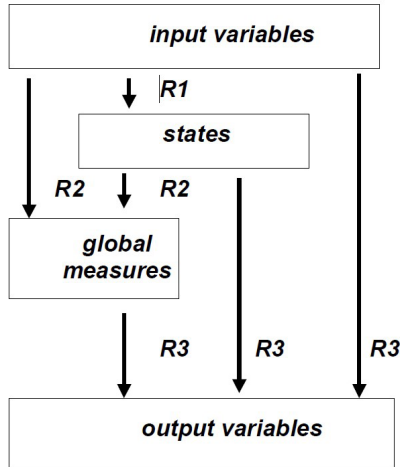 input variables
R1
states
R2 R2
global
measures
R3 R3 R3
output variables